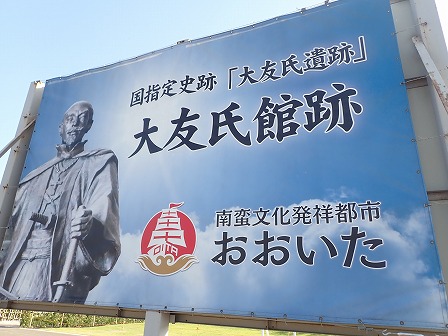 国指定史跡「大友氏遺跡」
大友氏館跡
南蛮文化発祥都市
おおいた